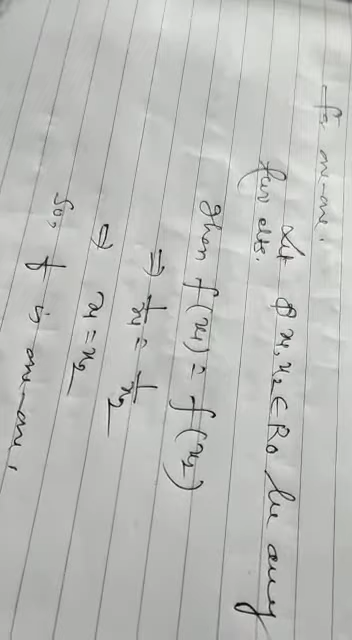 for one-one.
Let x₁, x₂ ∈ R₀ be any
two elts.
then f(x₁) = f(x₂)
⇒ 1/x₁ = 1/x₂
⇒ x₁ = x₂
So, f is one-one.